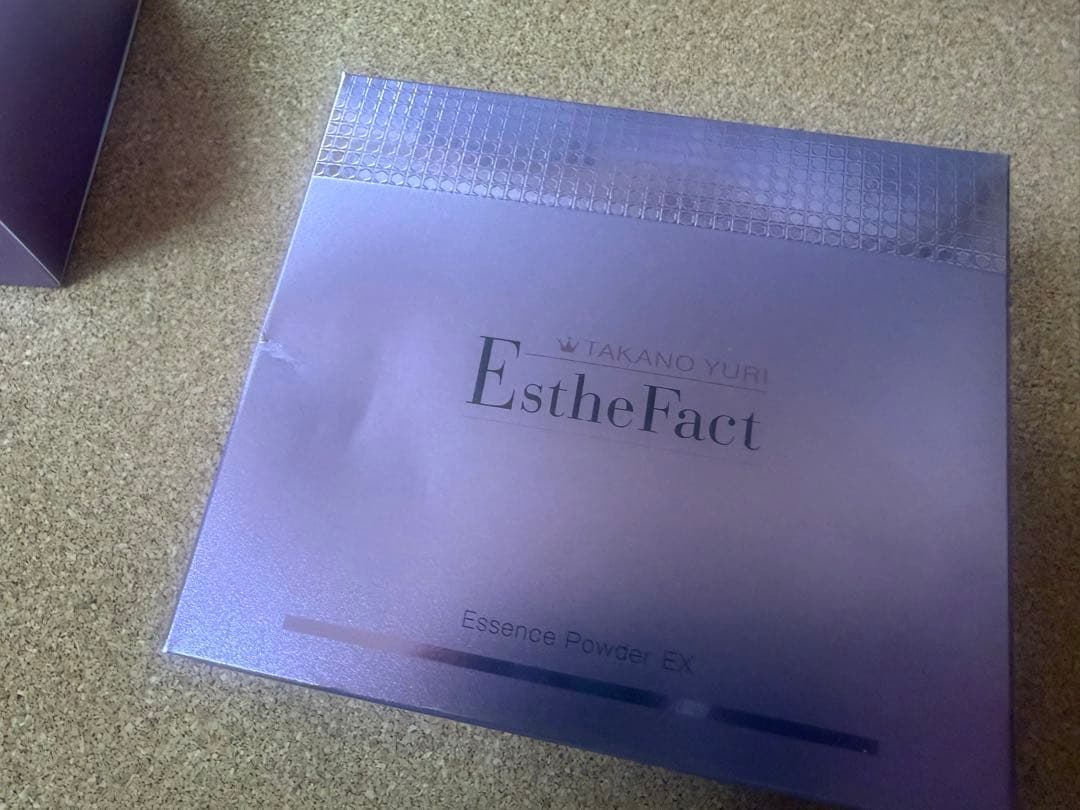 TAKANO YURI
EstheFact
Essence Powder EX